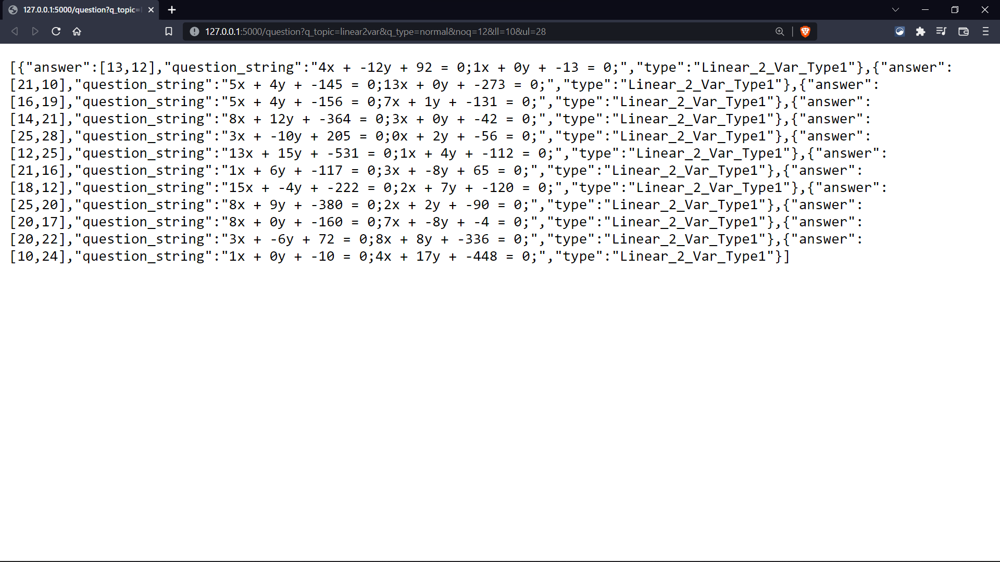 127.0.0.1:5000/question?q_topic=
127.0.0.1:5000/question?q_topic=linear2var&q_type=normal&noq=12&ll=10&ul=28
[{"answer":[13,12],"question_string":"4x + -12y + 92 = 0;1x + 0y + -13 = 0;","type":"Linear_2_Var_Type1"},{"answer":
[21,10],"question_string":"5x + 4y + -145 = 0;13x + 0y + -273 = 0;","type":"Linear_2_Var_Type1"},{"answer":
[16,19],"question_string":"5x + 4y + -156 = 0;7x + 1y + -131 = 0;","type":"Linear_2_Var_Type1"},{"answer":
[14,21],"question_string":"8x + 12y + -364 = 0;3x + 0y + -42 = 0;","type":"Linear_2_Var_Type1"},{"answer":
[25,28],"question_string":"3x + -10y + 205 = 0;0x + 2y + -56 = 0;","type":"Linear_2_Var_Type1"},{"answer":
[12,25],"question_string":"13x + 15y + -531 = 0;1x + 4y + -112 = 0;","type":"Linear_2_Var_Type1"},{"answer":
[21,16],"question_string":"1x + 6y + -117 = 0;3x + -8y + 65 = 0;","type":"Linear_2_Var_Type1"},{"answer":
[18,12],"question_string":"15x + -4y + -222 = 0;2x + 7y + -120 = 0;","type":"Linear_2_Var_Type1"},{"answer":
[25,20],"question_string":"8x + 9y + -380 = 0;2x + 2y + -90 = 0;","type":"Linear_2_Var_Type1"},{"answer":
[20,17],"question_string":"8x + 0y + -160 = 0;7x + -8y + -4 = 0;","type":"Linear_2_Var_Type1"},{"answer":
[20,22],"question_string":"3x + -6y + 72 = 0;8x + 8y + -336 = 0;","type":"Linear_2_Var_Type1"},{"answer":
[10,24],"question_string":"1x + 0y + -10 = 0;4x + 17y + -448 = 0;","type":"Linear_2_Var_Type1"}]